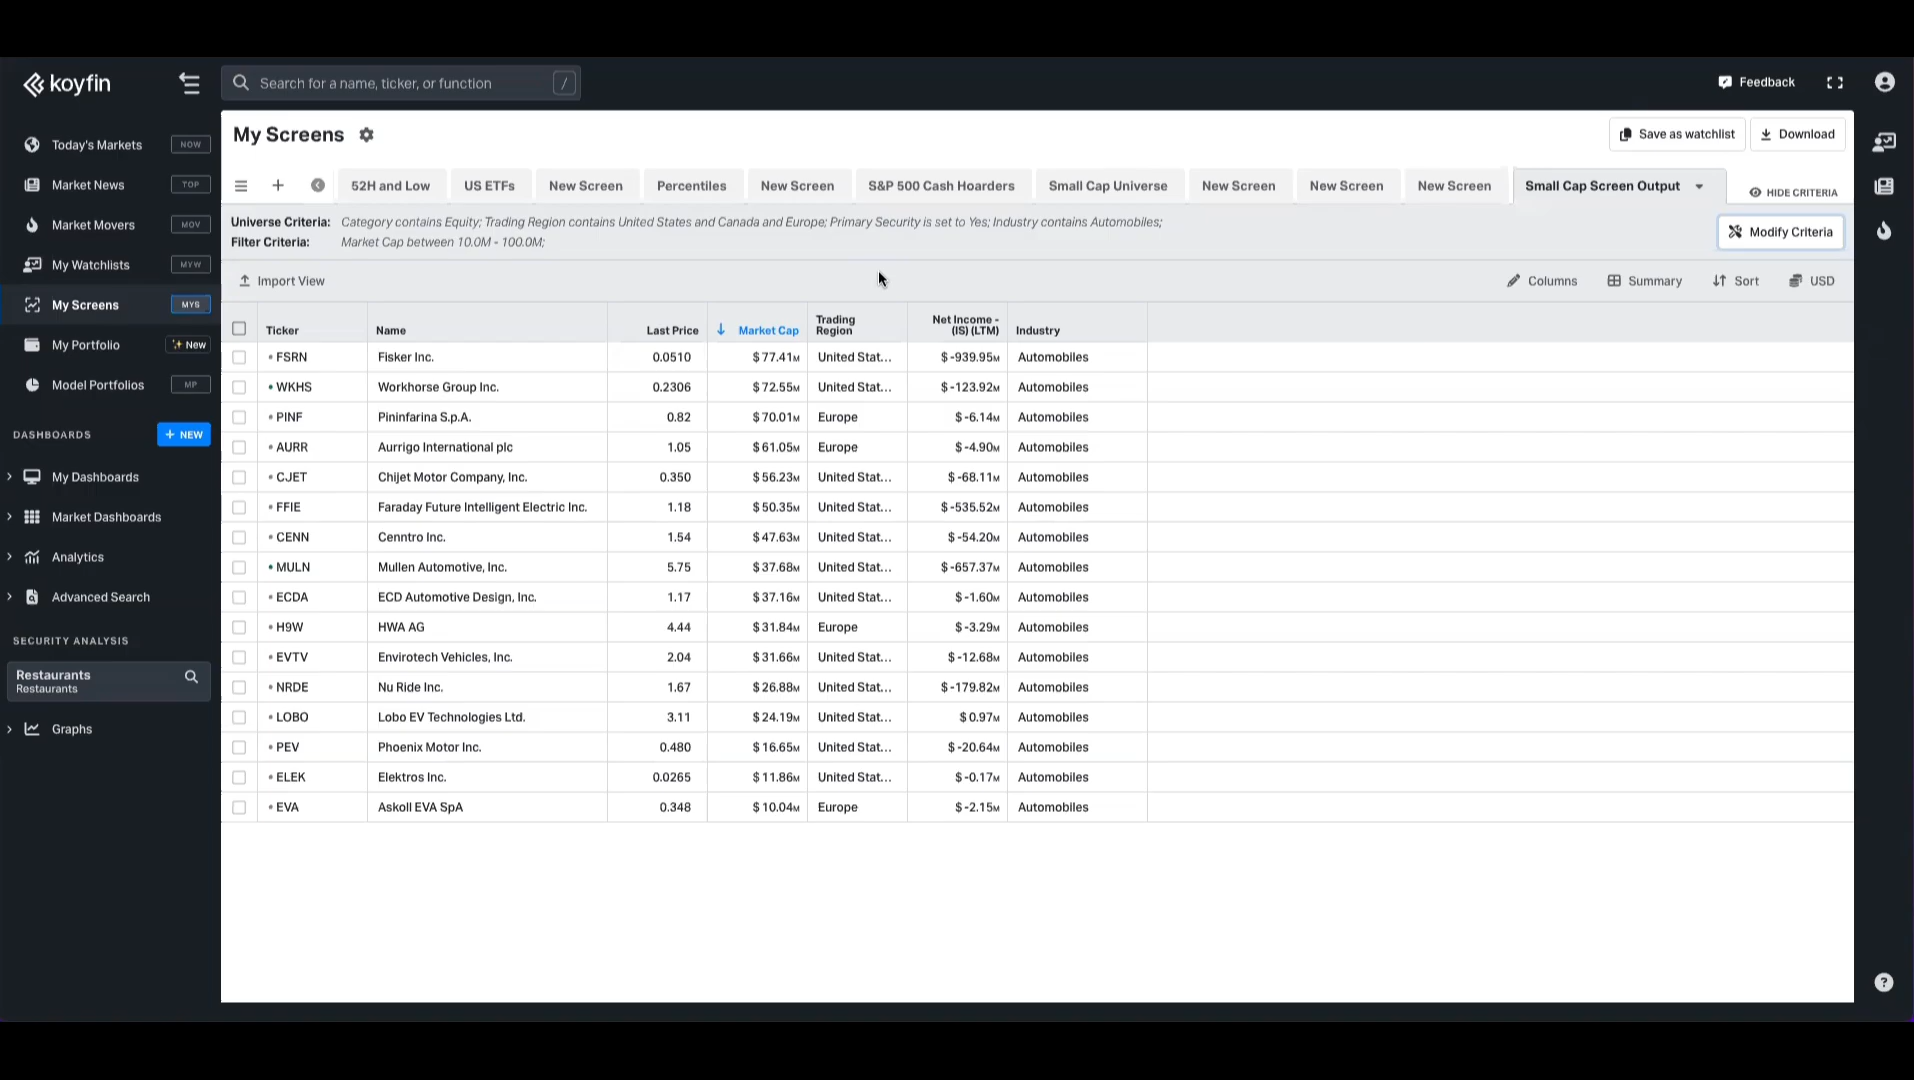 koyfin
Search for a name, ticker, or function /
Feedback
Today's Markets NOW
Market News TOP
Market Movers MOV
My Watchlists MYW
My Screens MYS
My Portfolio New
Model Portfolios MP
DASHBOARDS + NEW
My Dashboards
Market Dashboards
Analytics
Advanced Search
SECURITY ANALYSIS
Restaurants
Restaurants
Graphs
My Screens
Save as watchlist Download
52H and Low US ETFs New Screen Percentiles New Screen S&P 500 Cash Hoarders Small Cap Universe New Screen New Screen New Screen Small Cap Screen Output HIDE CRITERIA
Universe Criteria: Category contains Equity; Trading Region contains United States and Canada and Europe; Primary Security is set to Yes; Industry contains Automobiles;
Filter Criteria: Market Cap between 10.0M - 100.0M;
Modify Criteria
Import View Columns Summary Sort USD
Ticker Name Last Price Market Cap Trading Region Net Income - (IS) (LTM) Industry
FSRN Fisker Inc. 0.0510 $77.41M United Stat... $-939.95M Automobiles
WKHS Workhorse Group Inc. 0.2306 $72.55M United Stat... $-123.92M Automobiles
PINF Pininfarina S.p.A. 0.82 $70.01M Europe $-6.14M Automobiles
AURR Aurrigo International plc 1.05 $61.05M Europe $-4.90M Automobiles
CJET Chijet Motor Company, Inc. 0.350 $56.23M United Stat... $-68.11M Automobiles
FFIE Faraday Future Intelligent Electric Inc. 1.18 $50.35M United Stat... $-535.52M Automobiles
CENN Cenntro Inc. 1.54 $47.63M United Stat... $-54.20M Automobiles
MULN Mullen Automotive, Inc. 5.75 $37.68M United Stat... $-657.37M Automobiles
ECDA ECD Automotive Design, Inc. 1.17 $37.16M United Stat... $-1.60M Automobiles
H9W HWA AG 4.44 $31.84M Europe $-3.29M Automobiles
EVTV Envirotech Vehicles, Inc. 2.04 $31.66M United Stat... $-12.68M Automobiles
NRDE Nu Ride Inc. 1.67 $26.88M United Stat... $-179.82M Automobiles
LOBO Lobo EV Technologies Ltd. 3.11 $24.19M United Stat... $0.97M Automobiles
PEV Phoenix Motor Inc. 0.480 $16.65M United Stat... $-20.64M Automobiles
ELEK Elektros Inc. 0.0265 $11.86M United Stat... $-0.17M Automobiles
EVA Askoll EVA SpA 0.348 $10.04M Europe $-2.15M Automobiles
?